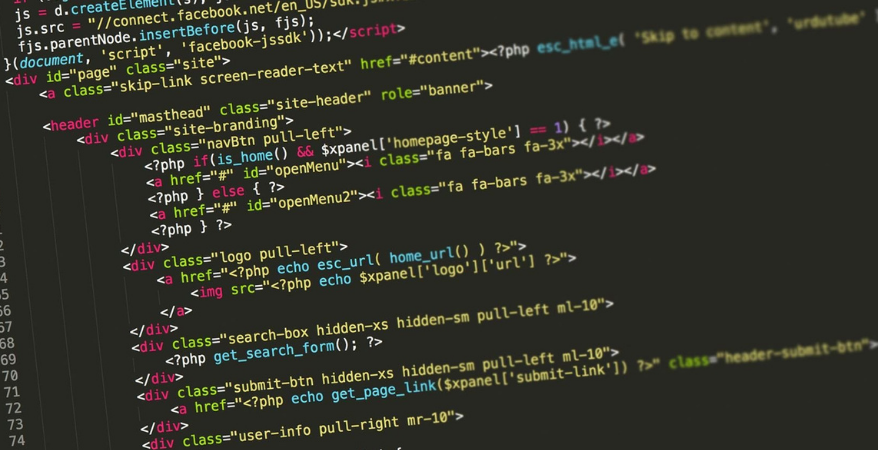 js = d.createElement(s); js
js.src = "//connect.facebook.net/en_US/sdk.js
fjs.parentNode.insertBefore(js, fjs);
}(document, 'script', 'facebook-jssdk'));</script>
<div id="page" class="site">
<a class="skip-link screen-reader-text" href="#content"><?php esc_html_e( 'Skip to content', 'urdutube'
<header id="masthead" class="site-header" role="banner">
<div class="site-branding">
<div class="navBtn pull-left">
<?php if(is_home() && $xpanel['homepage-style'] == 1) { ?>
<a href="#" id="openMenu"><i class="fa fa-bars fa-3x"></i></a>
<?php } else { ?>
<a href="#" id="openMenu2"><i class="fa fa-bars fa-3x"></i></a>
<?php } ?>
</div>
<div class="logo pull-left">
<a href="<?php echo esc_url( home_url() ) ?>">
<img src="<?php echo $xpanel['logo']['url'] ?>">
</a>
66
67 </div>
68 <div class="search-box hidden-xs hidden-sm pull-left ml-10">
69 <?php get_search_form(); ?>
70 </div>
71 <div class="submit-btn hidden-xs hidden-sm pull-left ml-10">
72 <a href="<?php echo get_page_link($xpanel['submit-link']) ?>" class="header-submit-btn">
73 </div>
74 <div class="user-info pull-right mr-10">